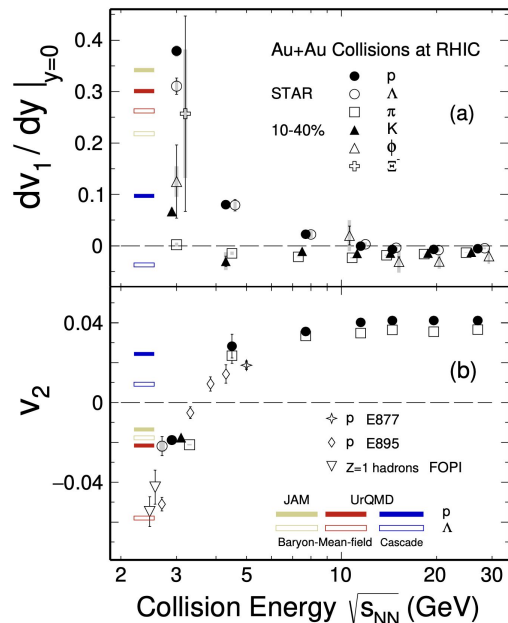 dv₁ / dy |y=0
0.4
0.3
0.2
0.1
0
Au+Au Collisions at RHIC
STAR
10-40%
p
Λ
π
K
ϕ
Ξ⁻
(a)
v₂
0.04
0
−0.04
(b)
p E877
p E895
Z=1 hadrons FOPI
JAM UrQMD
p
Λ
Baryon-Mean-field Cascade
2 3 4 5 10 20 30
Collision Energy √sNN (GeV)